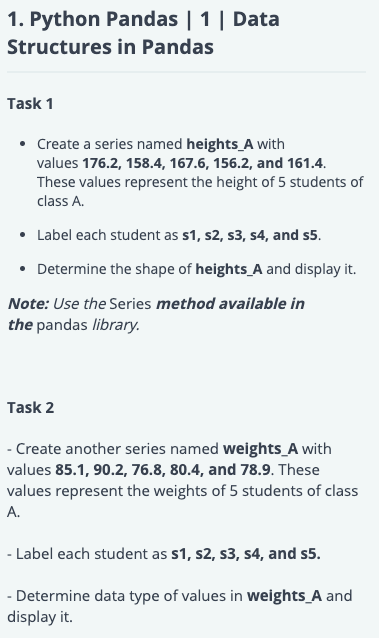 1. Python Pandas | 1 | Data
Structures in Pandas
Task 1
• Create a series named heights_A with
values 176.2, 158.4, 167.6, 156.2, and 161.4.
These values represent the height of 5 students of
class A.
• Label each student as s1, s2, s3, s4, and s5.
• Determine the shape of heights_A and display it.
Note: Use the Series method available in
the pandas library.
Task 2
- Create another series named weights_A with
values 85.1, 90.2, 76.8, 80.4, and 78.9. These
values represent the weights of 5 students of class
A.
- Label each student as s1, s2, s3, s4, and s5.
- Determine data type of values in weights_A and
display it.